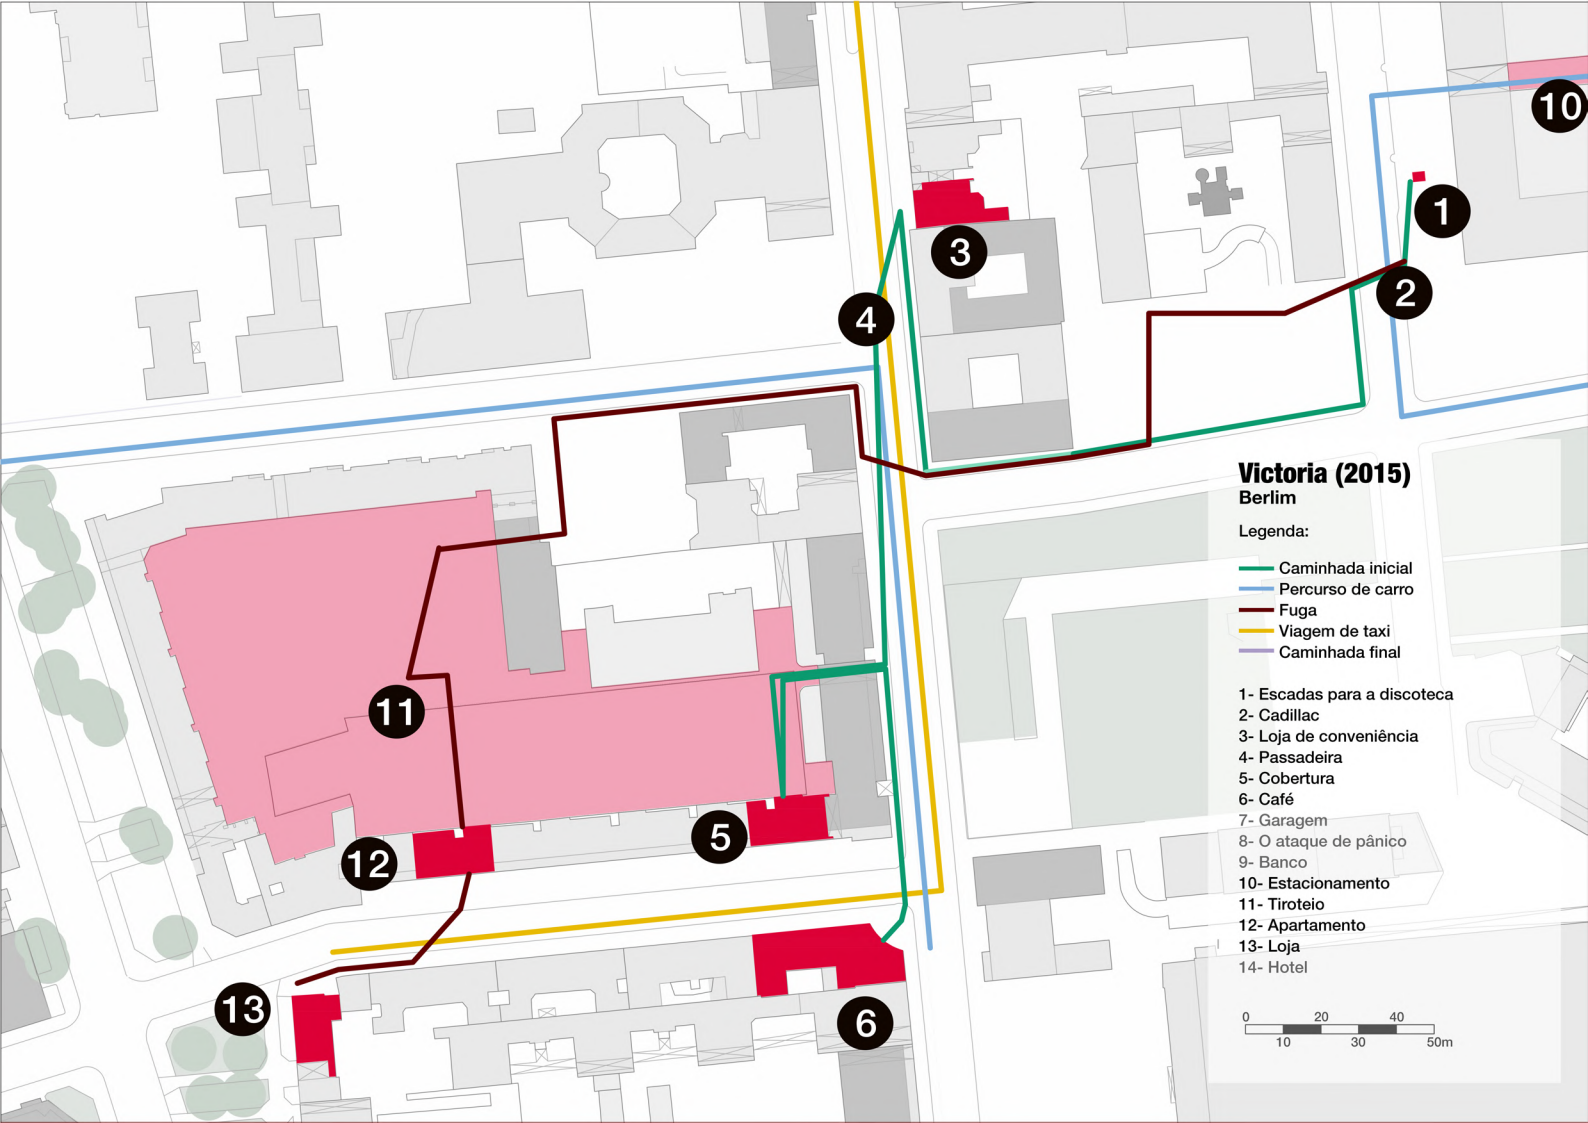 10
1
3
2
4
Victoria (2015)
Berlim
Legenda:
Caminhada inicial
Percurso de carro
Fuga
Viagem de taxi
Caminhada final
1- Escadas para a discoteca
2- Cadillac
3- Loja de conveniência
4- Passadeira
5- Cobertura
6- Café
7- Garagem
8- O ataque de pânico
9- Banco
10- Estacionamento
11- Tiroteio
12- Apartamento
13- Loja
14- Hotel
0 20 40
10 30 50m
11
5
12
13
6